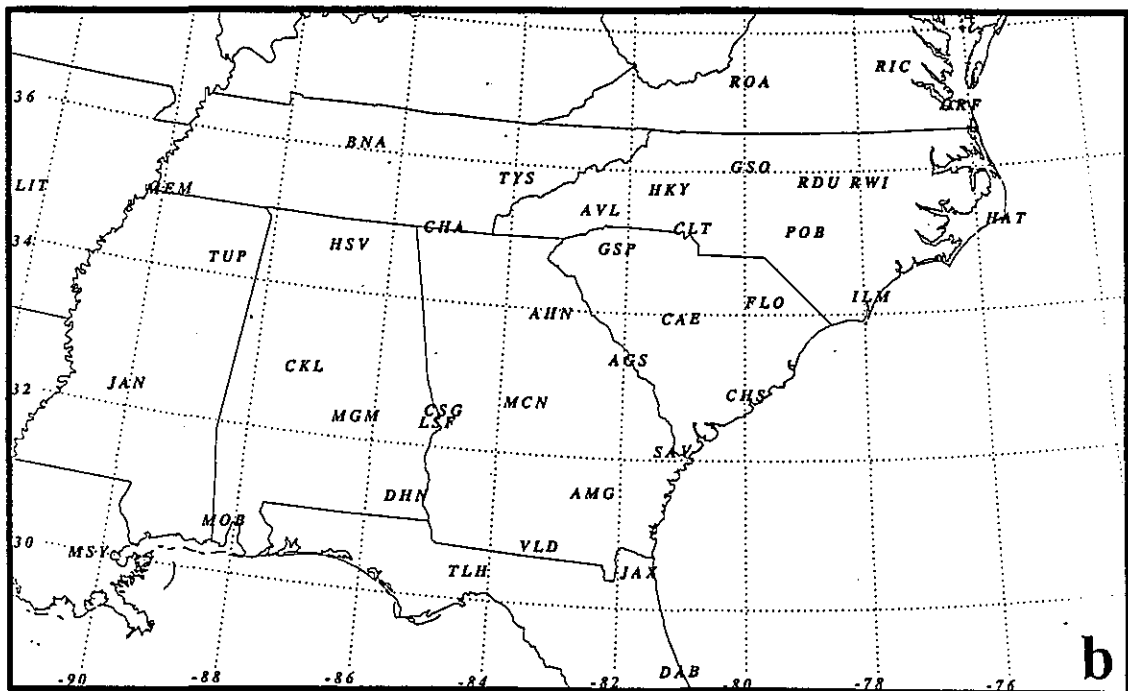 RIC
ROA
36
ORF
BNA
GSO
LIT
MEM
TYS
HKY
RDU RWI
AVL
HAT
CHA
CLT
POB
34
TUP
HSV
GSP
AHN
CAE
FLO
ILM
AGS
CKL
32
JAN
CHS
MCN
MGM
CSG
LSF
SAV
DHN
AMG
MOB
30
MSY
VLD
TLH
JAX
DAB
b
-90
-88
-86
-84
-82
-80
-78
-76